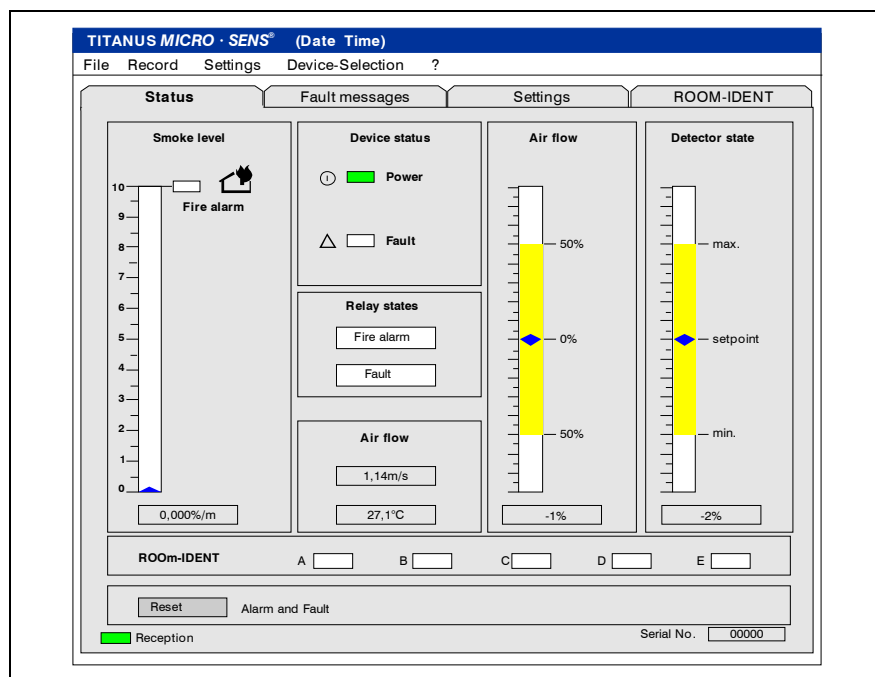 TITANUS MICRO · SENS® (Date Time)
File Record Settings Device-Selection ?
Status Fault messages Settings ROOM-IDENT
Smoke level
10
Fire alarm
9
8
7
6
5
4
3
2
1
0
0,000%/m
Device status
Power
Fault
Relay states
Fire alarm
Fault
Air flow
1,14m/s
27,1°C
Air flow
50%
0%
50%
-1%
Detector state
max.
setpoint
min.
-2%
ROOm-IDENT A B C D E
Reset Alarm and Fault
Reception
Serial No. 00000